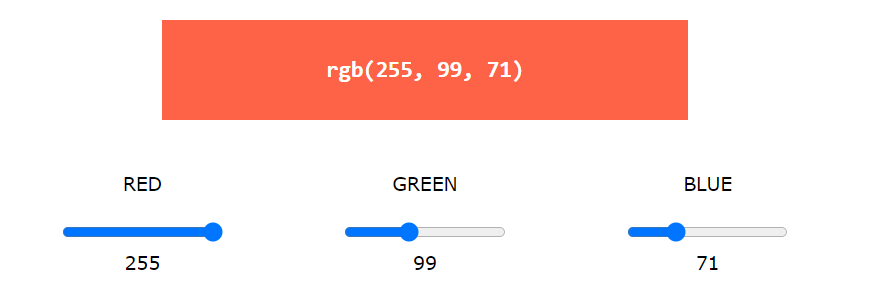 rgb(255, 99, 71)
RED GREEN BLUE
255 99 71